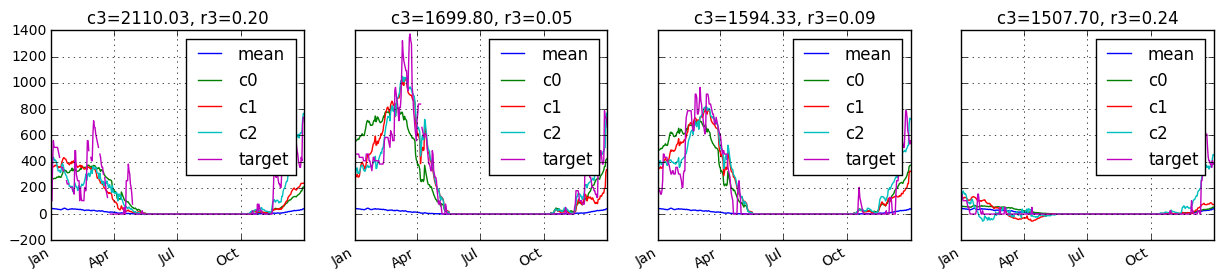 c3=2110.03, r3=0.20
c3=1699.80, r3=0.05
c3=1594.33, r3=0.09
c3=1507.70, r3=0.24
1400
1200
1000
800
600
400
200
0
−200
mean
c0
c1
c2
target
mean
c0
c1
c2
target
mean
c0
c1
c2
target
mean
c0
c1
c2
target
Jan
Apr
Jul
Oct
Jan
Apr
Jul
Oct
Jan
Apr
Jul
Oct
Jan
Apr
Jul
Oct